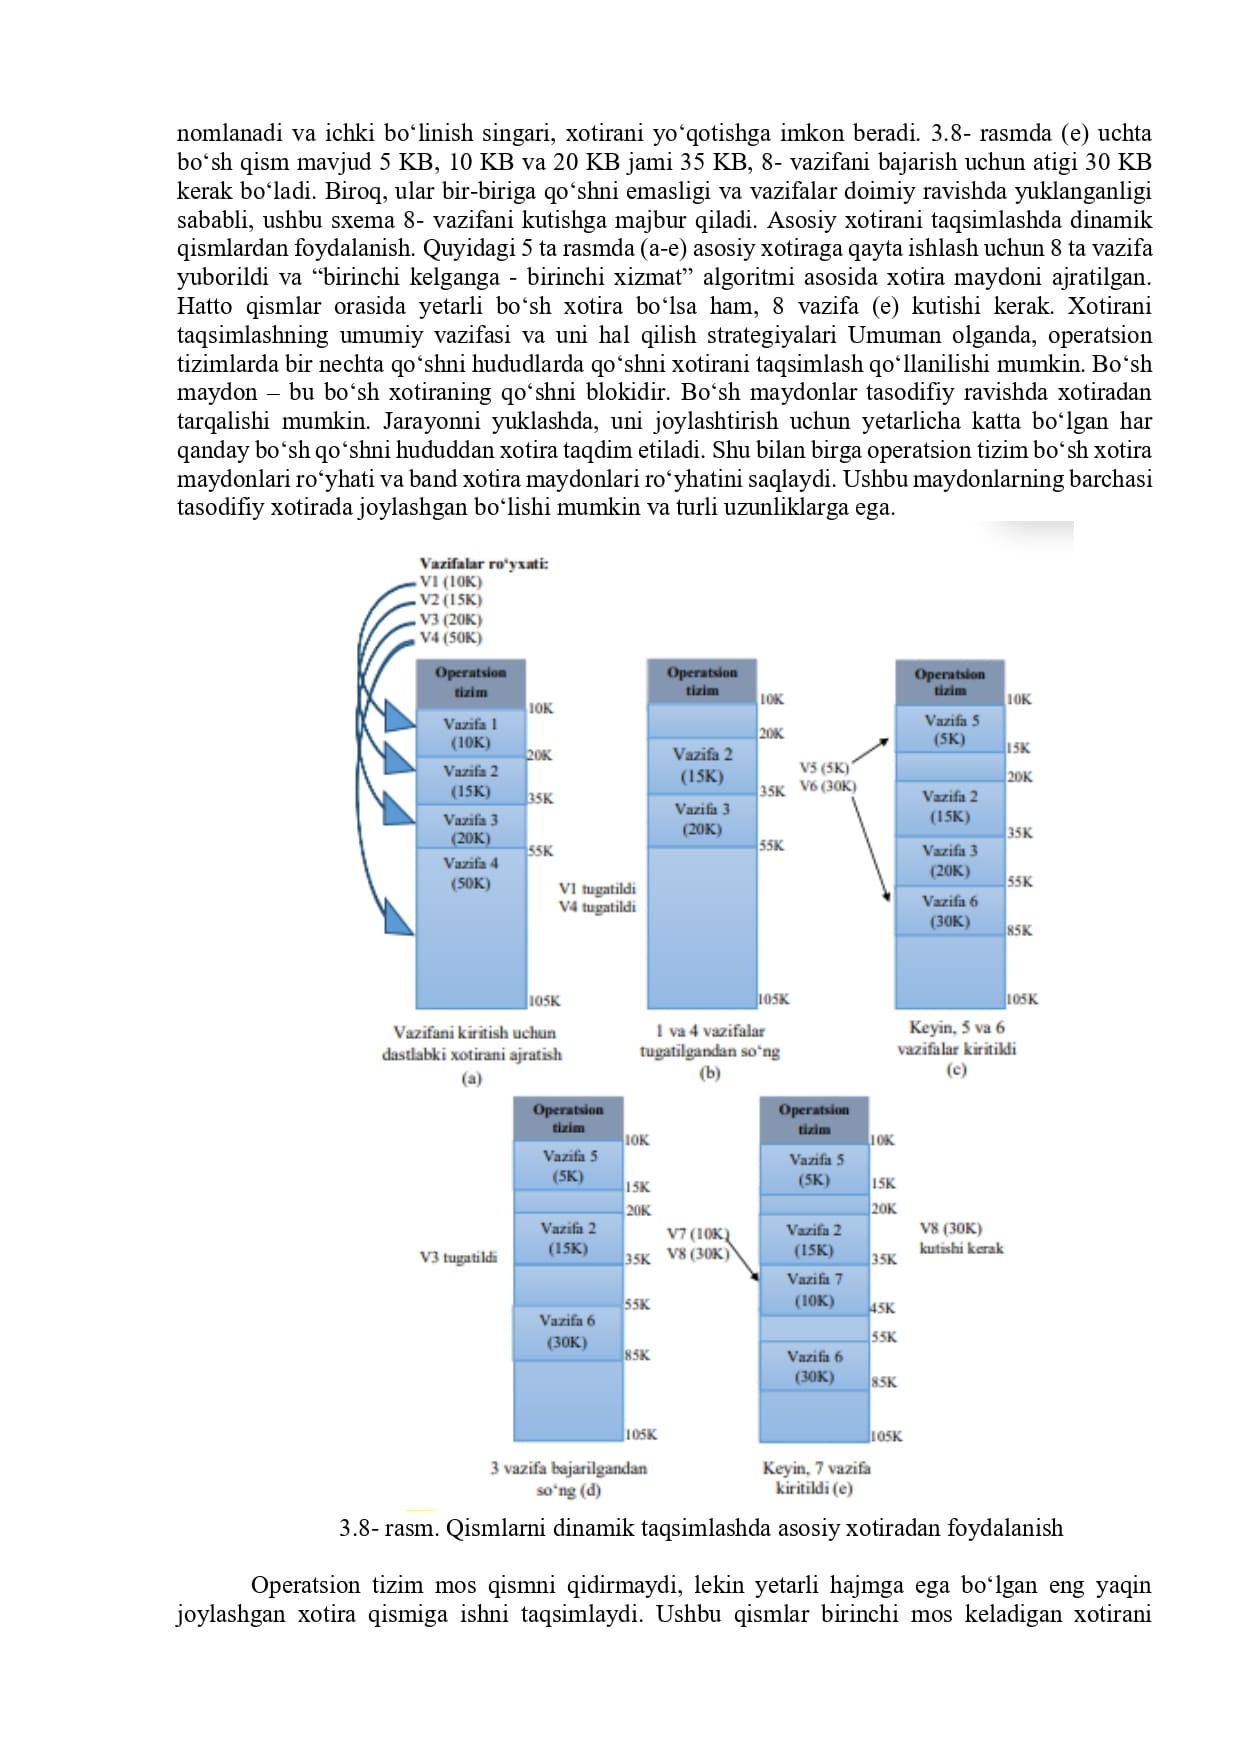 nomlanadi va ichki bo‘linish singari, xotirani yo‘qotishga imkon beradi. 3.8- rasmda (e) uchta
bo‘sh qism mavjud 5 KB, 10 KB va 20 KB jami 35 KB, 8- vazifani bajarish uchun atigi 30 KB
kerak bo‘ladi. Biroq, ular bir-biriga qo‘shni emasligi va vazifalar doimiy ravishda yuklanganligi
sababli, ushbu sxema 8- vazifani kutishga majbur qiladi. Asosiy xotirani taqsimlashda dinamik
qismlardan foydalanish. Quyidagi 5 ta rasmda (a-e) asosiy xotiraga qayta ishlash uchun 8 ta vazifa
yuborildi va “birinchi kelganga - birinchi xizmat” algoritmi asosida xotira maydoni ajratilgan.
Hatto qismlar orasida yetarli bo‘sh xotira bo‘lsa ham, 8 vazifa (e) kutishi kerak. Xotirani
taqsimlashning umumiy vazifasi va uni hal qilish strategiyalari Umuman olganda, operatsion
tizimlarda bir nechta qo‘shni hududlarda qo‘shni xotirani taqsimlash qo‘llanilishi mumkin. Bo‘sh
maydon – bu bo‘sh xotiraning qo‘shni blokidir. Bo‘sh maydonlar tasodifiy ravishda xotiradan
tarqalishi mumkin. Jarayonni yuklashda, uni joylashtirish uchun yetarlicha katta bo‘lgan har
qanday bo‘sh qo‘shni hududdan xotira taqdim etiladi. Shu bilan birga operatsion tizim bo‘sh xotira
maydonlari ro‘yhati va band xotira maydonlari ro‘yhatini saqlaydi. Ushbu maydonlarning barchasi
tasodifiy xotirada joylashgan bo‘lishi mumkin va turli uzunliklarga ega.
Vazifalar ro‘yxati:
V1 (10K)
V2 (15K)
V3 (20K)
V4 (50K)
Operatsion
tizim
10K
Vazifa 1
(10K)
20K
Vazifa 2
(15K)
35K
Vazifa 3
(20K)
55K
Vazifa 4
(50K)
105K
V1 tugatildi
V4 tugatildi
Vazifani kiritish uchun
dastlabki xotirani ajratish
(a)
Operatsion
tizim
10K
20K
Vazifa 2
(15K)
35K
Vazifa 3
(20K)
55K
105K
V5 (5K)
V6 (30K)
1 va 4 vazifalar
tugatilgandan so‘ng
(b)
Operatsion
tizim
10K
Vazifa 5
(5K)
15K
20K
Vazifa 2
(15K)
35K
Vazifa 3
(20K)
55K
Vazifa 6
(30K)
85K
105K
Keyin, 5 va 6
vazifalar kiritildi
(c)
V3 tugatildi
Operatsion
tizim
10K
Vazifa 5
(5K)
15K
20K
Vazifa 2
(15K)
35K
55K
Vazifa 6
(30K)
85K
105K
V7 (10K)
V8 (30K)
3 vazifa bajarilgandan
so‘ng (d)
Operatsion
tizim
10K
Vazifa 5
(5K)
15K
20K
Vazifa 2
(15K)
35K
Vazifa 7
(10K)
45K
55K
Vazifa 6
(30K)
85K
105K
V8 (30K)
kutishi kerak
Keyin, 7 vazifa
kiritildi (e)
3.8- rasm. Qismlarni dinamik taqsimlashda asosiy xotiradan foydalanish
Operatsion tizim mos qismni qidirmaydi, lekin yetarli hajmga ega bo‘lgan eng yaqin
joylashgan xotira qismiga ishni taqsimlaydi. Ushbu qismlar birinchi mos keladigan xotirani